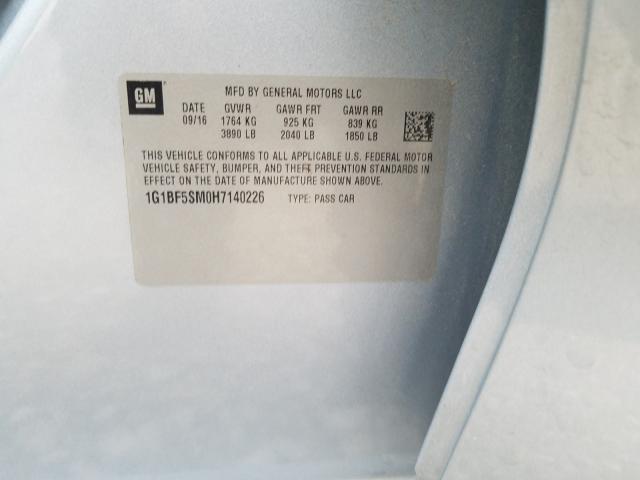 GM
MFD BY GENERAL MOTORS LLC
DATE GVWR GAWR FRT GAWR RR
09/16 1764 KG 925 KG 839 KG
3890 LB 2040 LB 1850 LB
THIS VEHICLE CONFORMS TO ALL APPLICABLE U.S. FEDERAL MOTOR
VEHICLE SAFETY, BUMPER, AND THEFT PREVENTION STANDARDS IN
EFFECT ON THE DATE OF MANUFACTURE SHOWN ABOVE.
1G1BF5SM0H7140226 TYPE: PASS CAR